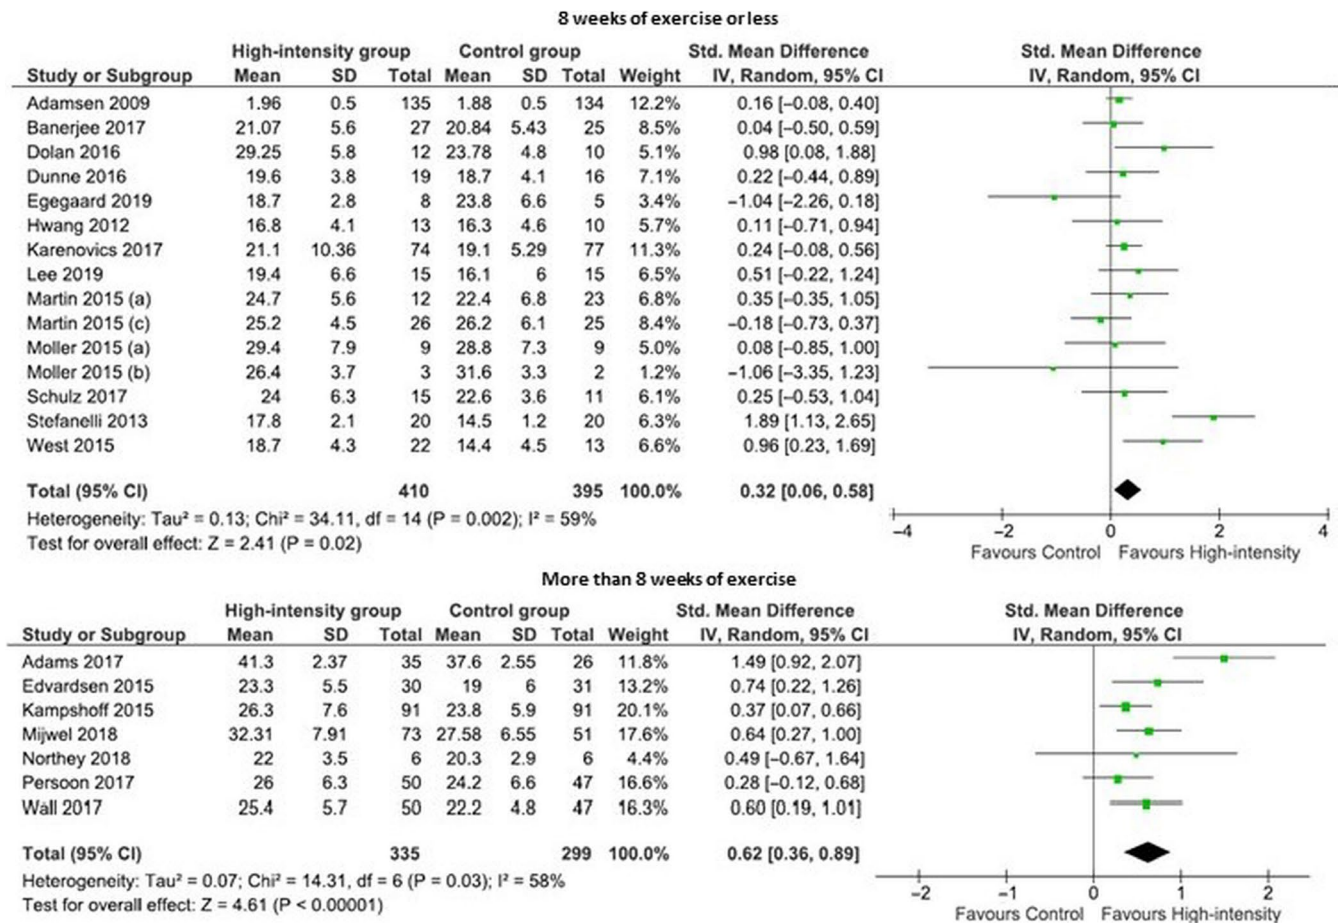 8 weeks of exercise or less
High-intensity group Control group Std. Mean Difference Std. Mean Difference
Study or Subgroup Mean SD Total Mean SD Total Weight IV, Random, 95% CI IV, Random, 95% CI
Adamsen 2009 1.96 0.5 135 1.88 0.5 134 12.2% 0.16 [–0.08, 0.40]
Banerjee 2017 21.07 5.6 27 20.84 5.43 25 8.5% 0.04 [–0.50, 0.59]
Dolan 2016 29.25 5.8 12 23.78 4.8 10 5.1% 0.98 [0.08, 1.88]
Dunne 2016 19.6 3.8 19 18.7 4.1 16 7.1% 0.22 [–0.44, 0.89]
Egegaard 2019 18.7 2.8 8 23.8 6.6 5 3.4% –1.04 [–2.26, 0.18]
Hwang 2012 16.8 4.1 13 16.3 4.6 10 5.7% 0.11 [–0.71, 0.94]
Karenovics 2017 21.1 10.36 74 19.1 5.29 77 11.3% 0.24 [–0.08, 0.56]
Lee 2019 19.4 6.6 15 16.1 6 15 6.5% 0.51 [–0.22, 1.24]
Martin 2015 (a) 24.7 5.6 12 22.4 6.8 23 6.8% 0.35 [–0.35, 1.05]
Martin 2015 (c) 25.2 4.5 26 26.2 6.1 25 8.4% –0.18 [–0.73, 0.37]
Moller 2015 (a) 29.4 7.9 9 28.8 7.3 9 5.0% 0.08 [–0.85, 1.00]
Moller 2015 (b) 26.4 3.7 3 31.6 3.3 2 1.2% –1.06 [–3.35, 1.23]
Schulz 2017 24 6.3 15 22.6 3.6 11 6.1% 0.25 [–0.53, 1.04]
Stefanelli 2013 17.8 2.1 20 14.5 1.2 20 6.3% 1.89 [1.13, 2.65]
West 2015 18.7 4.3 22 14.4 4.5 13 6.6% 0.96 [0.23, 1.69]
Total (95% CI) 410 395 100.0% 0.32 [0.06, 0.58]
Heterogeneity: Tau² = 0.13; Chi² = 34.11, df = 14 (P = 0.002); I² = 59%
Test for overall effect: Z = 2.41 (P = 0.02)
–4 –2 0 2 4
Favours Control Favours High-intensity
More than 8 weeks of exercise
High-intensity group Control group Std. Mean Difference Std. Mean Difference
Study or Subgroup Mean SD Total Mean SD Total Weight IV, Random, 95% CI IV, Random, 95% CI
Adams 2017 41.3 2.37 35 37.6 2.55 26 11.8% 1.49 [0.92, 2.07]
Edvardsen 2015 23.3 5.5 30 19 6 31 13.2% 0.74 [0.22, 1.26]
Kampshoff 2015 26.3 7.6 91 23.8 5.9 91 20.1% 0.37 [0.07, 0.66]
Mijwel 2018 32.31 7.91 73 27.58 6.55 51 17.6% 0.64 [0.27, 1.00]
Northey 2018 22 3.5 6 20.3 2.9 6 4.4% 0.49 [–0.67, 1.64]
Persoon 2017 26 6.3 50 24.2 6.6 47 16.6% 0.28 [–0.12, 0.68]
Wall 2017 25.4 5.7 50 22.2 4.8 47 16.3% 0.60 [0.19, 1.01]
Total (95% CI) 335 299 100.0% 0.62 [0.36, 0.89]
Heterogeneity: Tau² = 0.07; Chi² = 14.31, df = 6 (P = 0.03); I² = 58%
Test for overall effect: Z = 4.61 (P < 0.00001)
–2 –1 0 1 2
Favours Control Favours High-intensity